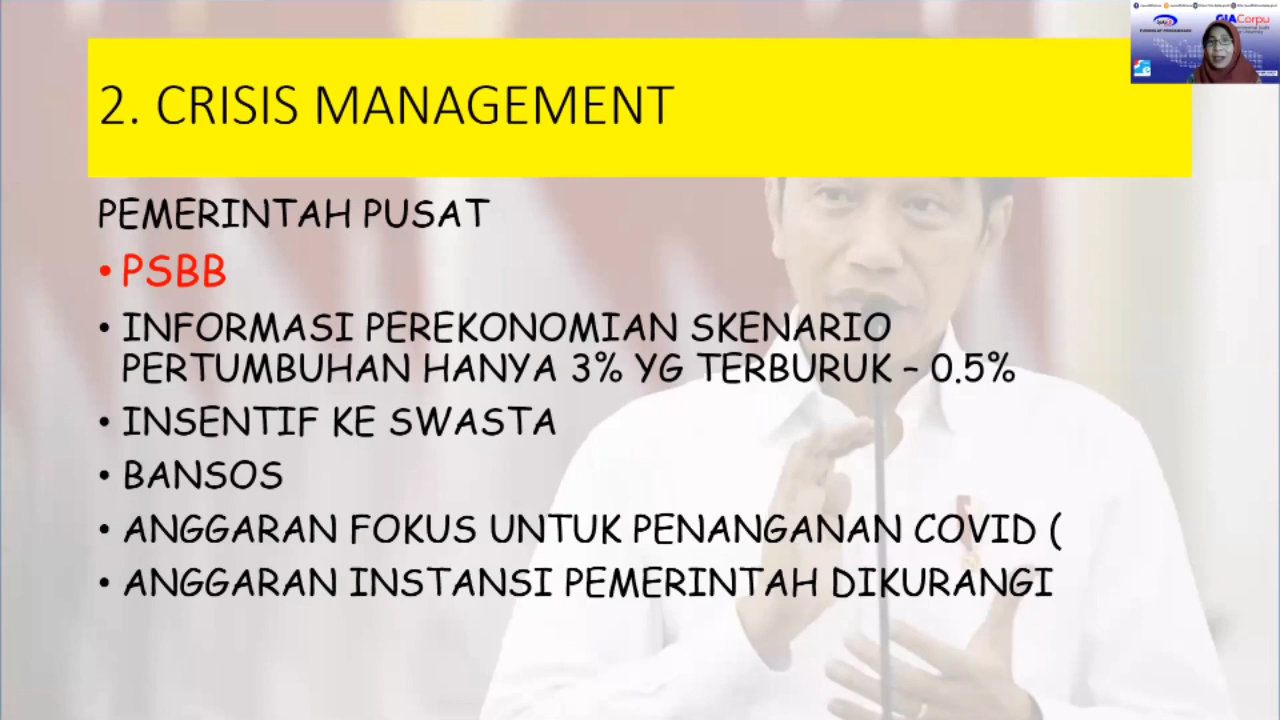 GIACorpu
2. CRISIS MANAGEMENT
PEMERINTAH PUSAT
• PSBB
• INFORMASI PEREKONOMIAN SKENARIO
PERTUMBUHAN HANYA 3% YG TERBURUK – 0.5%
• INSENTIF KE SWASTA
• BANSOS
• ANGGARAN FOKUS UNTUK PENANGANAN COVID (
• ANGGARAN INSTANSI PEMERINTAH DIKURANGI